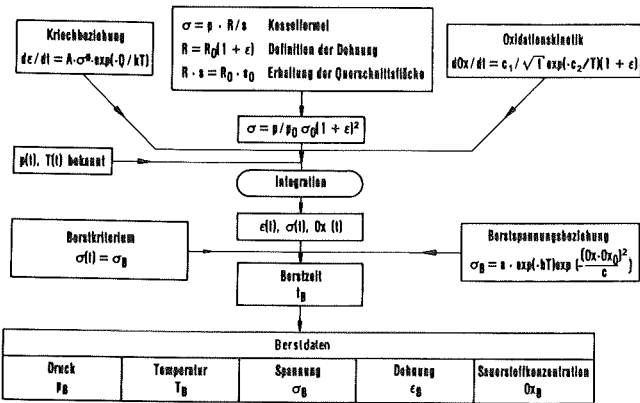 Kriechbeziehung
dε/dt = A·σⁿ·exp(-Q/kT)
σ = p · R/s Kesselformel
R = R₀(1 + ε) Definition der Dehnung
R · s = R₀ · s₀ Erhaltung der Querschnittsfläche
Oxidationskinetik
dOx/dt = c₁/√t exp(-c₂/T)(1 + ε)
σ = p/p₀ σ₀(1 + ε)²
p(t), T(t) bekannt
Integration
ε(t), σ(t), Ox (t)
Berstkriterium
σ(t) = σ_B
Berstspannungsbeziehung
σ_B = a · exp(-bT)exp (-(Ox-Ox₀)²/c)
Berstzeit
t_B
Berstdaten
Druck
p_B
Temperatur
T_B
Spannung
σ_B
Dehnung
ε_B
Sauerstoffkonzentration
Ox_B